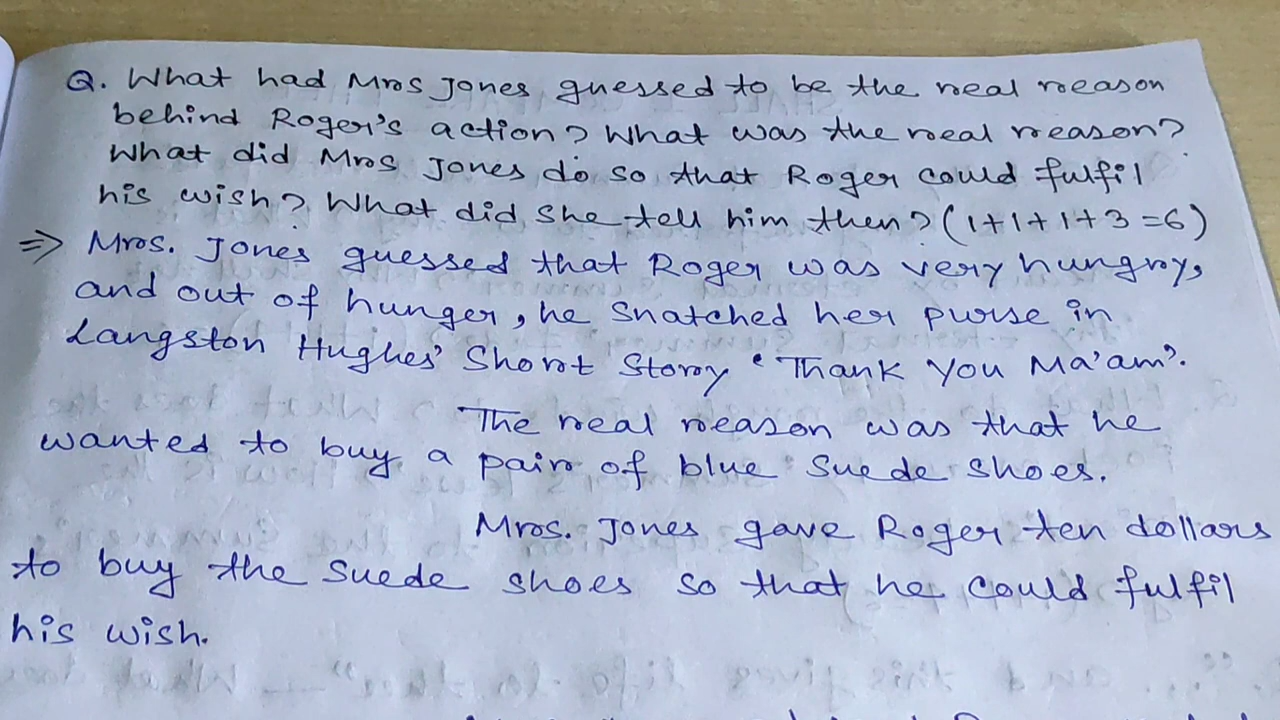 Q. What had Mrs Jones guessed to be the real reason
behind Roger's action? What was the real reason?
What did Mrs Jones do so that Roger could fulfil
his wish? What did she tell him then? (1+1+1+3=6)
⇒ Mrs. Jones guessed that Roger was very hungry,
and out of hunger, he snatched her purse in
Langston Hughes' Short Story 'Thank You Ma'am'.
The real reason was that he
wanted to buy a pair of blue suede shoes.
Mrs. Jones gave Roger ten dollars
to buy the suede shoes so that he could fulfil
his wish.